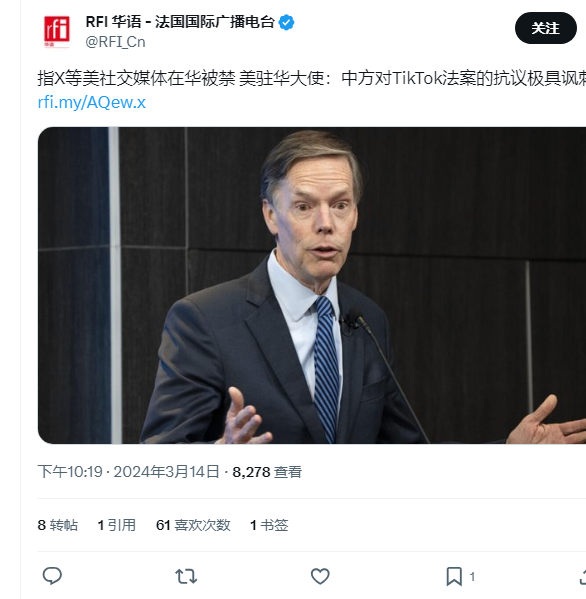 RFI 华语 - 法国国际广播电台
@RFI_Cn
关注
指X等美社交媒体在华被禁 美驻华大使：中方对TikTok法案的抗议极具讽刺
rfi.my/AQew.x
下午10:19 · 2024年3月14日 · 8,278 查看
8 转帖 1 引用 61 喜欢次数 1 书签
1